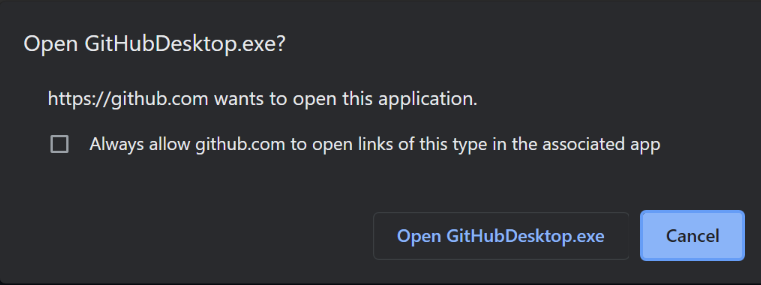 Open GitHubDesktop.exe?
https://github.com wants to open this application.
Always allow github.com to open links of this type in the associated app
Open GitHubDesktop.exe
Cancel